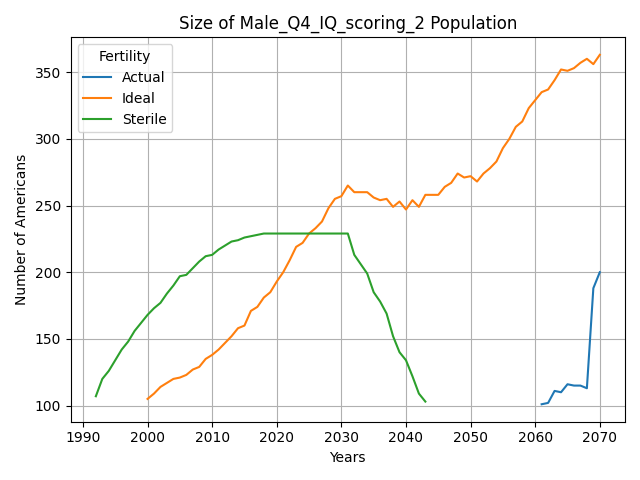 Size of Male_Q4_IQ_scoring_2 Population
Fertility
Actual
Ideal
Sterile
Number of Americans
350
300
250
200
150
100
1990 2000 2010 2020 2030 2040 2050 2060 2070
Years